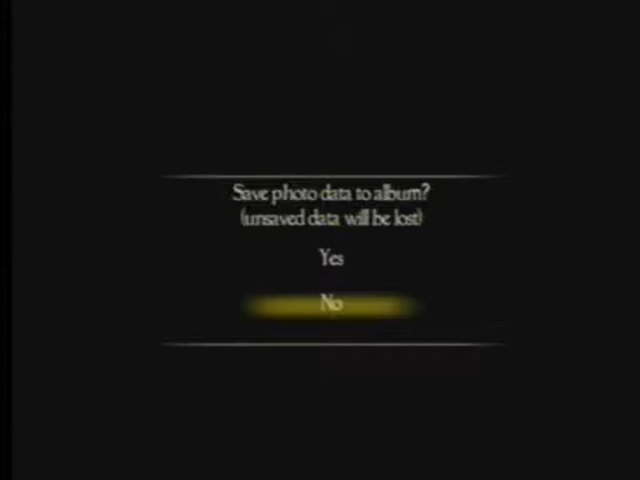 Save photo data to album?
(unsaved data will be lost)
Yes
No